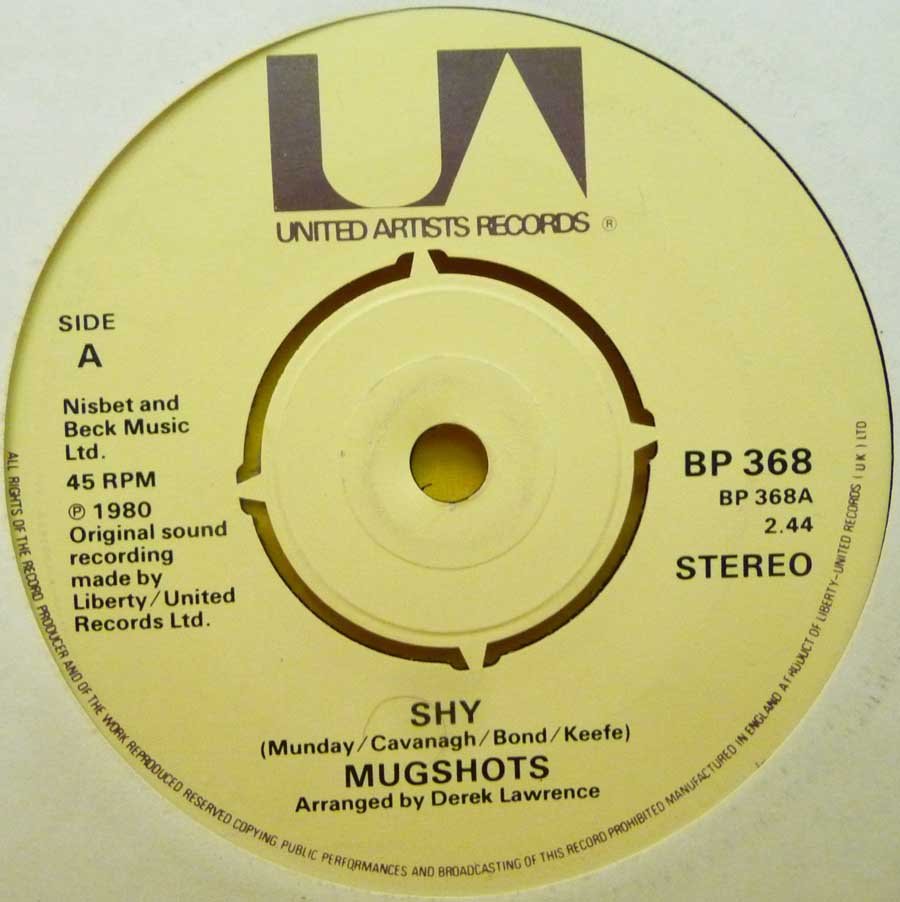 UA
UNITED ARTISTS RECORDS ®
SIDE
A
Nisbet and
Beck Music
Ltd.
45 RPM
℗ 1980
Original sound
recording
made by
Liberty/United
Records Ltd.
BP 368
BP 368A
2.44
STEREO
SHY
(Munday/Cavanagh/Bond/Keefe)
MUGSHOTS
Arranged by Derek Lawrence
ALL RIGHTS OF THE RECORD PRODUCER AND OF THE WORK REPRODUCED RESERVED COPYING PUBLIC PERFORMANCES AND BROADCASTING OF THIS RECORD PROHIBITED MANUFACTURED IN ENGLAND A PRODUCT OF LIBERTY-UNITED RECORDS (UK) LTD